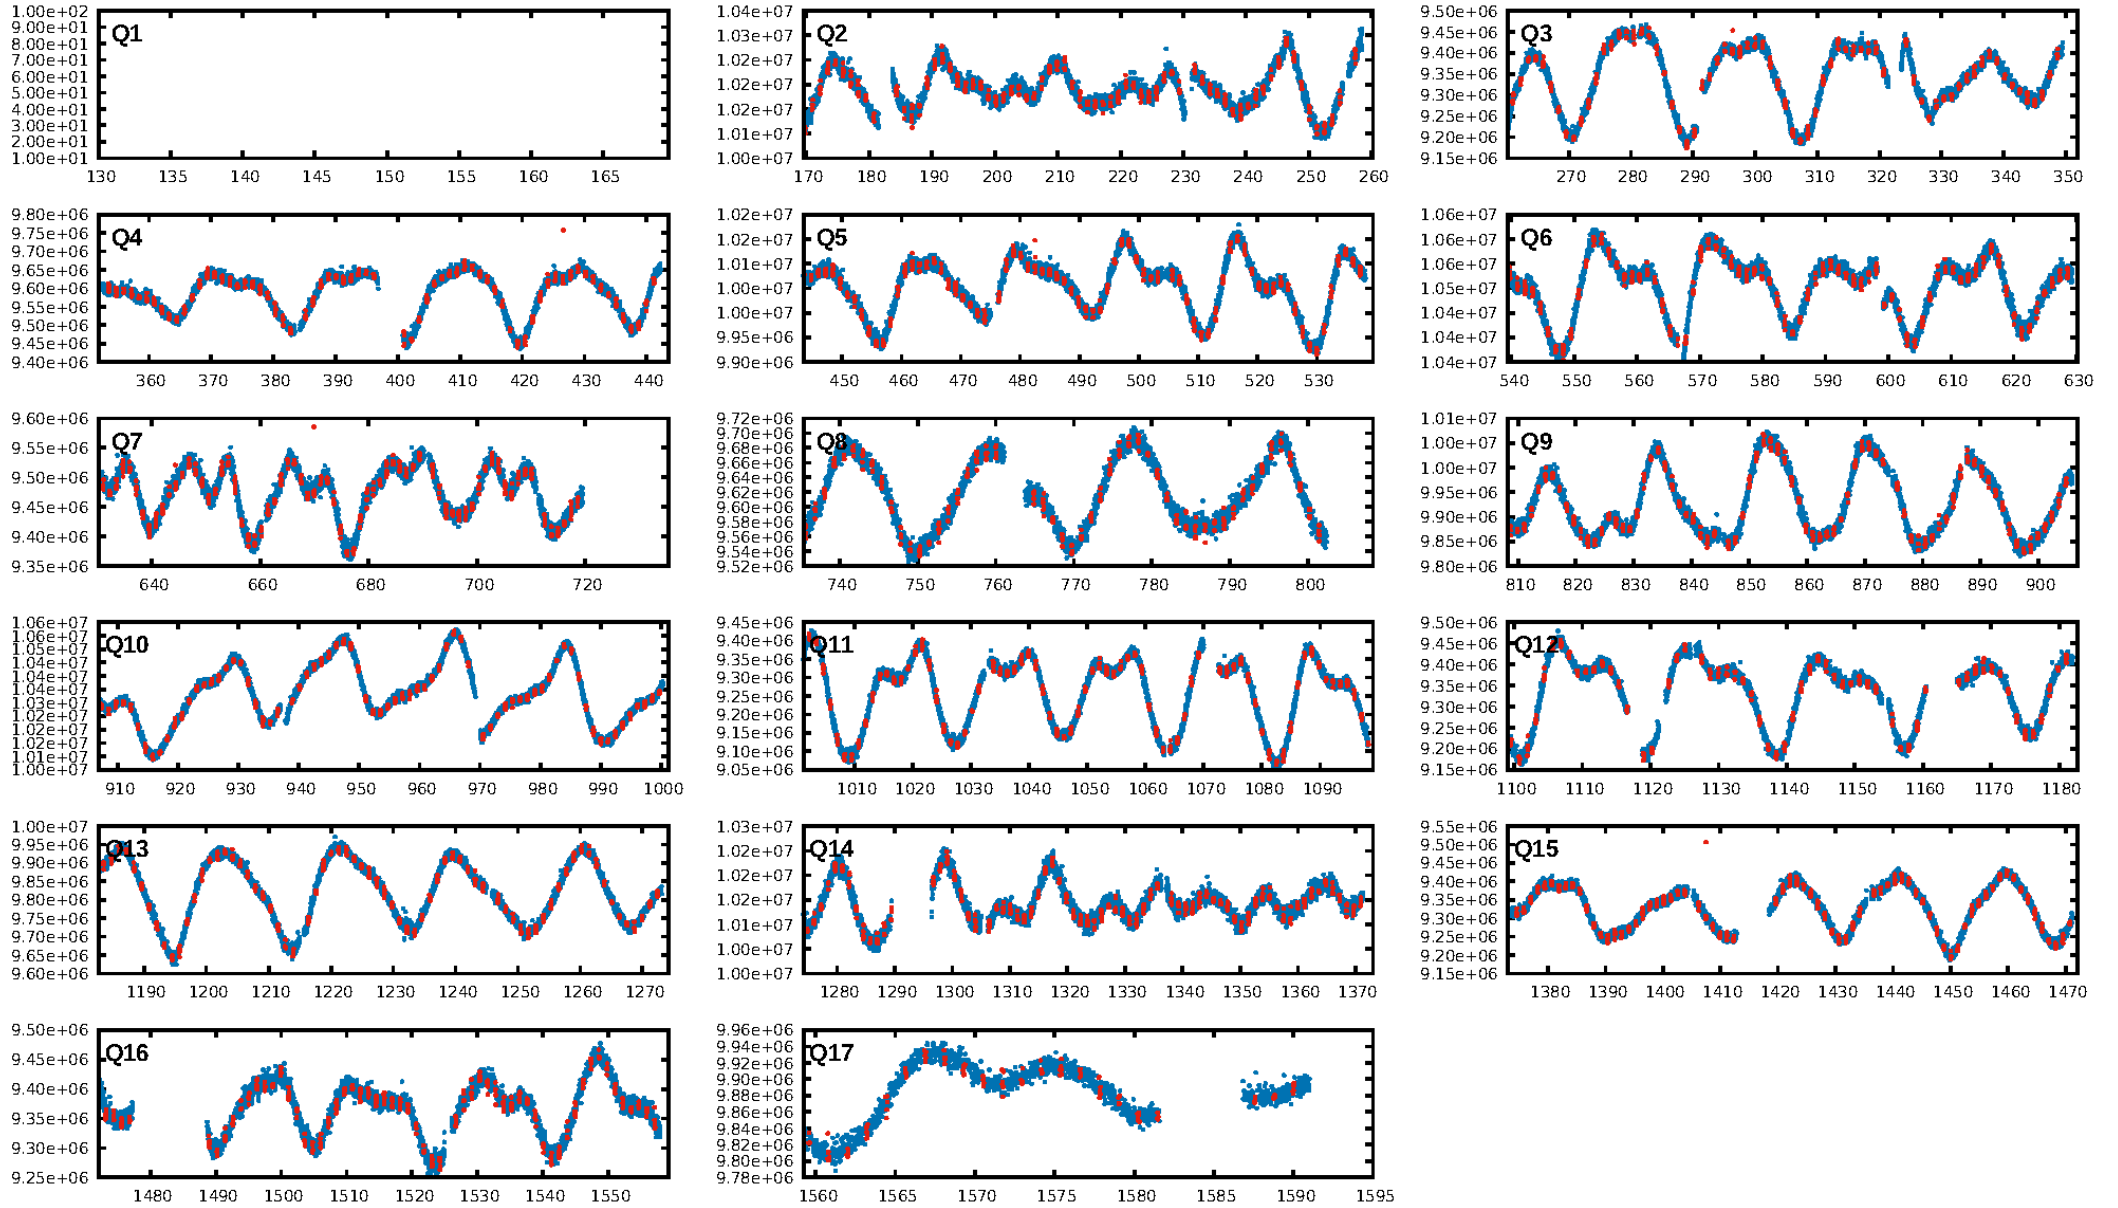 Q1
1.00e+02
9.00e+01
8.00e+01
7.00e+01
6.00e+01
5.00e+01
4.00e+01
3.00e+01
2.00e+01
1.00e+01
130 135 140 145 150 155 160 165
Q2
1.04e+07
1.03e+07
1.02e+07
1.02e+07
1.02e+07
1.01e+07
1.00e+07
170 180 190 200 210 220 230 240 250 260
Q3
9.50e+06
9.45e+06
9.40e+06
9.35e+06
9.30e+06
9.25e+06
9.20e+06
9.15e+06
270 280 290 300 310 320 330 340 350
Q4
9.80e+06
9.75e+06
9.70e+06
9.65e+06
9.60e+06
9.55e+06
9.50e+06
9.45e+06
9.40e+06
360 370 380 390 400 410 420 430 440
Q5
1.02e+07
1.02e+07
1.01e+07
1.00e+07
1.00e+07
9.95e+06
9.90e+06
450 460 470 480 490 500 510 520 530
Q6
1.06e+07
1.06e+07
1.06e+07
1.05e+07
1.04e+07
1.04e+07
1.04e+07
540 550 560 570 580 590 600 610 620 630
Q7
9.60e+06
9.55e+06
9.50e+06
9.45e+06
9.40e+06
9.35e+06
640 660 680 700 720
Q8
9.72e+06
9.70e+06
9.68e+06
9.66e+06
9.64e+06
9.62e+06
9.60e+06
9.58e+06
9.56e+06
9.54e+06
9.52e+06
740 750 760 770 780 790 800
Q9
1.01e+07
1.00e+07
1.00e+07
9.95e+06
9.90e+06
9.85e+06
9.80e+06
810 820 830 840 850 860 870 880 890 900
Q10
1.06e+07
1.06e+07
1.05e+07
1.04e+07
1.04e+07
1.03e+07
1.02e+07
1.02e+07
1.01e+07
1.00e+07
910 920 930 940 950 960 970 980 990 1000
Q11
9.45e+06
9.40e+06
9.35e+06
9.30e+06
9.25e+06
9.20e+06
9.15e+06
9.10e+06
9.05e+06
1010 1020 1030 1040 1050 1060 1070 1080 1090
Q12
9.50e+06
9.45e+06
9.40e+06
9.35e+06
9.30e+06
9.25e+06
9.20e+06
9.15e+06
1100 1110 1120 1130 1140 1150 1160 1170 1180
Q13
1.00e+07
9.95e+06
9.90e+06
9.85e+06
9.80e+06
9.75e+06
9.70e+06
9.65e+06
9.60e+06
1190 1200 1210 1220 1230 1240 1250 1260 1270
Q14
1.03e+07
1.02e+07
1.02e+07
1.02e+07
1.01e+07
1.00e+07
1.00e+07
1280 1290 1300 1310 1320 1330 1340 1350 1360 1370
Q15
9.55e+06
9.50e+06
9.45e+06
9.40e+06
9.35e+06
9.30e+06
9.25e+06
9.20e+06
9.15e+06
1380 1390 1400 1410 1420 1430 1440 1450 1460 1470
Q16
9.50e+06
9.45e+06
9.40e+06
9.35e+06
9.30e+06
9.25e+06
1480 1490 1500 1510 1520 1530 1540 1550
Q17
9.96e+06
9.94e+06
9.92e+06
9.90e+06
9.88e+06
9.86e+06
9.84e+06
9.82e+06
9.80e+06
9.78e+06
1560 1565 1570 1575 1580 1585 1590 1595